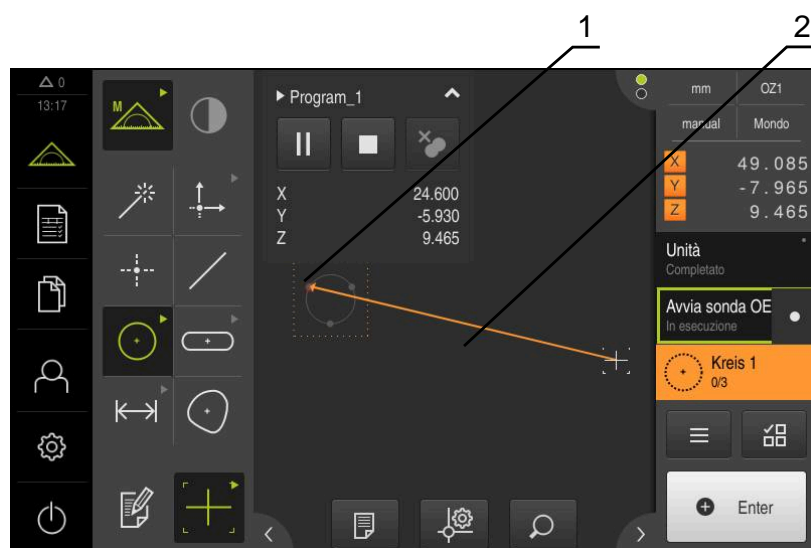 1
2
0
13:17
M
Program_1
X 24.600
Y -5.930
Z 9.465
mm
OZ1
manual
Mondo
X 49.085
Y -7.965
Z 9.465
Unità
Completato
Avvia sonda OE
In esecuzione
Kreis 1
0/3
Enter